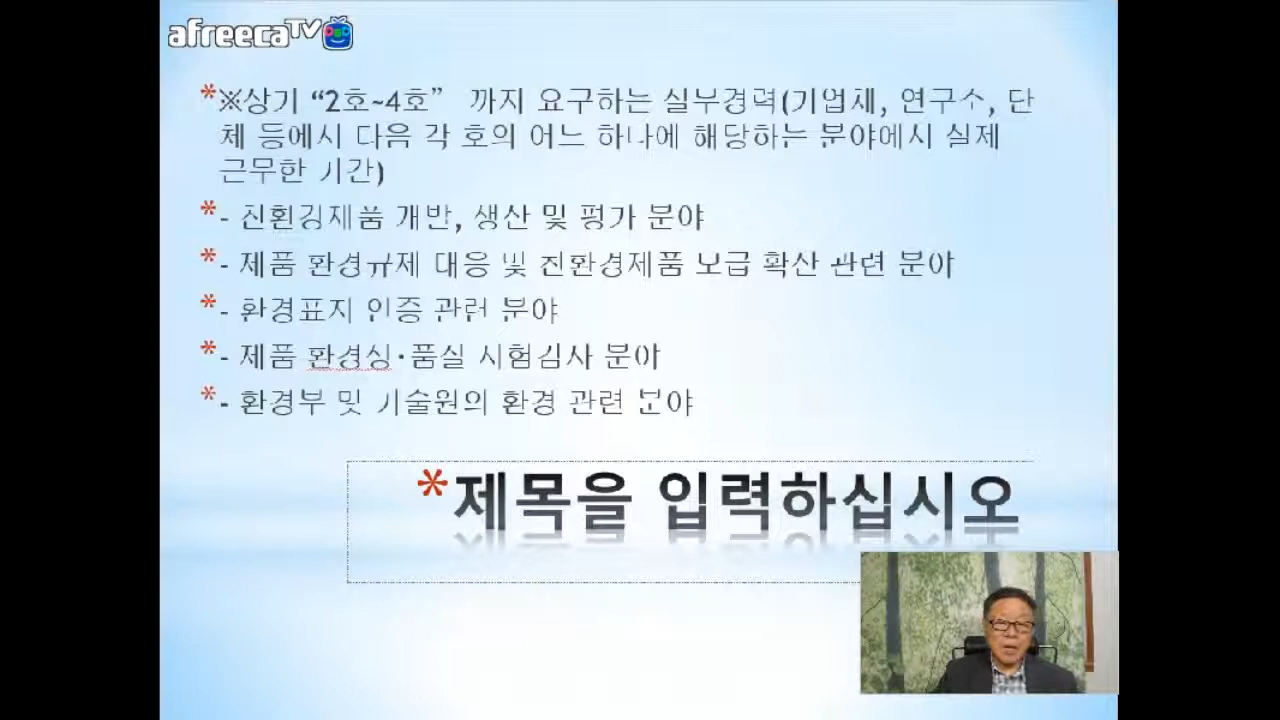 afreecaTV
*※상기 “2호~4호” 까지 요구하는 실무경력(기업체, 연구소, 단
체 등에서 다음 각 호의 어느 하나에 해당하는 분야에서 실제
근무한 기간)
*- 친환경제품 개발, 생산 및 평가 분야
*- 제품 환경규제 대응 및 친환경제품 보급 확산 관련 분야
*- 환경표지 인증 관련 분야
*- 제품 환경성·품질 시험검사 분야
*- 환경부 및 기술원의 환경 관련 분야
*제목을 입력하십시오